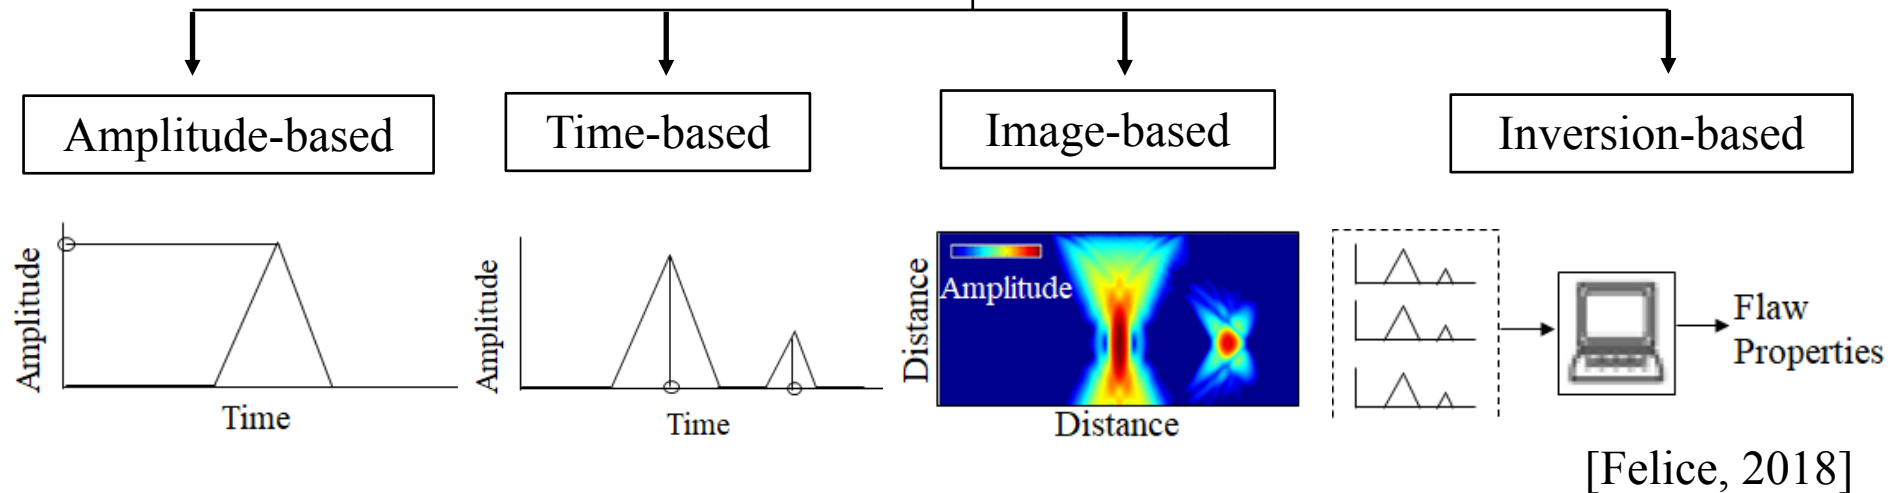 Amplitude-based
Time-based
Image-based
Inversion-based
Amplitude
Time
Amplitude
Time
Amplitude
Distance
Distance
Flaw
Properties
[Felice, 2018]